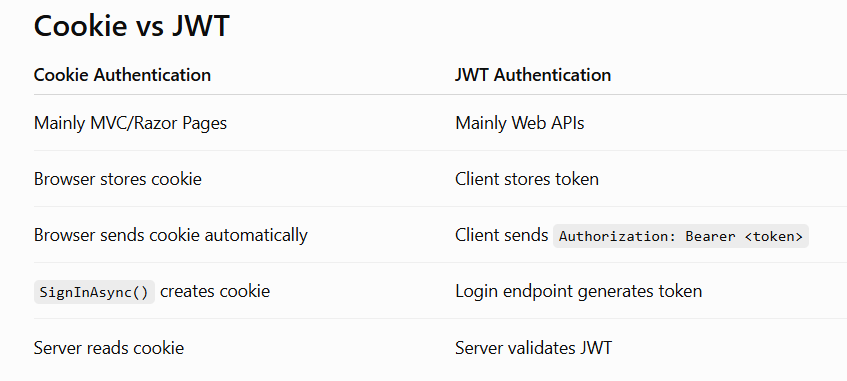 Cookie vs JWT
Cookie Authentication JWT Authentication
Mainly MVC/Razor Pages Mainly Web APIs
Browser stores cookie Client stores token
Browser sends cookie automatically Client sends Authorization: Bearer <token>
SignInAsync() creates cookie Login endpoint generates token
Server reads cookie Server validates JWT